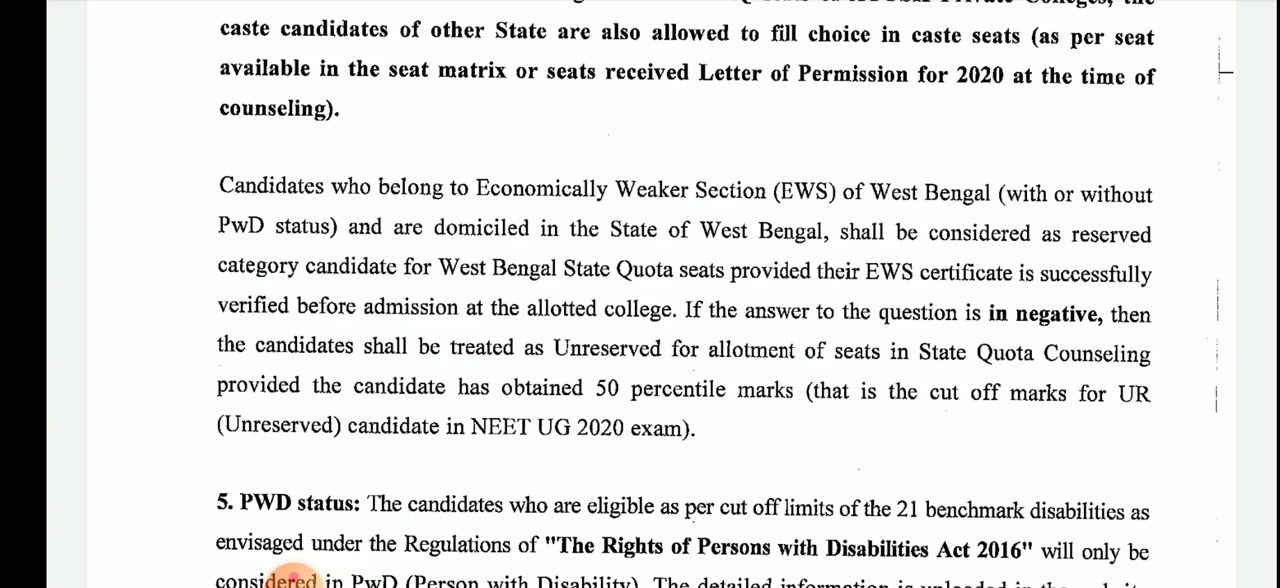 caste candidates of other State are also allowed to fill choice in caste seats (as per seat
available in the seat matrix or seats received Letter of Permission for 2020 at the time of
counseling).
Candidates who belong to Economically Weaker Section (EWS) of West Bengal (with or without
PwD status) and are domiciled in the State of West Bengal, shall be considered as reserved
category candidate for West Bengal State Quota seats provided their EWS certificate is successfully
verified before admission at the allotted college. If the answer to the question is in negative, then
the candidates shall be treated as Unreserved for allotment of seats in State Quota Counseling
provided the candidate has obtained 50 percentile marks (that is the cut off marks for UR
(Unreserved) candidate in NEET UG 2020 exam).
5. PWD status: The candidates who are eligible as per cut off limits of the 21 benchmark disabilities as
envisaged under the Regulations of "The Rights of Persons with Disabilities Act 2016" will only be
considered in PwD (Person with Disability). The detailed information is uploaded in the